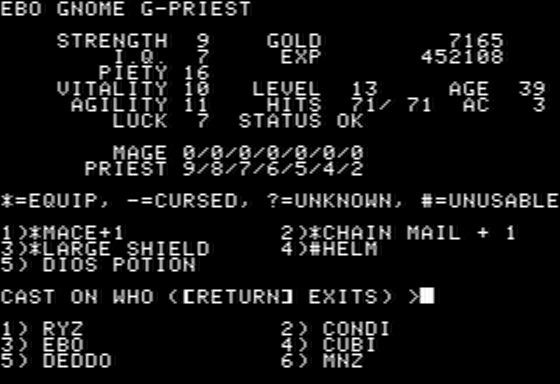 EBO GNOME G-PRIEST
STRENGTH 9 GOLD 7165
I.Q. 7 EXP 452108
PIETY 16
VITALITY 10 LEVEL 13 AGE 39
AGILITY 11 HITS 71/ 71 AC 3
LUCK 7 STATUS OK
MAGE 0/0/0/0/0/0/0
PRIEST 9/8/7/6/5/4/2
*=EQUIP, -=CURSED, ?=UNKNOWN, #=UNUSABLE
1)*MACE+1 2)*CHAIN MAIL + 1
3)*LARGE SHIELD 4)#HELM
5) DIOS POTION
CAST ON WHO ([RETURN] EXITS) >
1) RYZ 2) CONDI
3) EBO 4) CUBI
5) DEDDO 6) MNZ